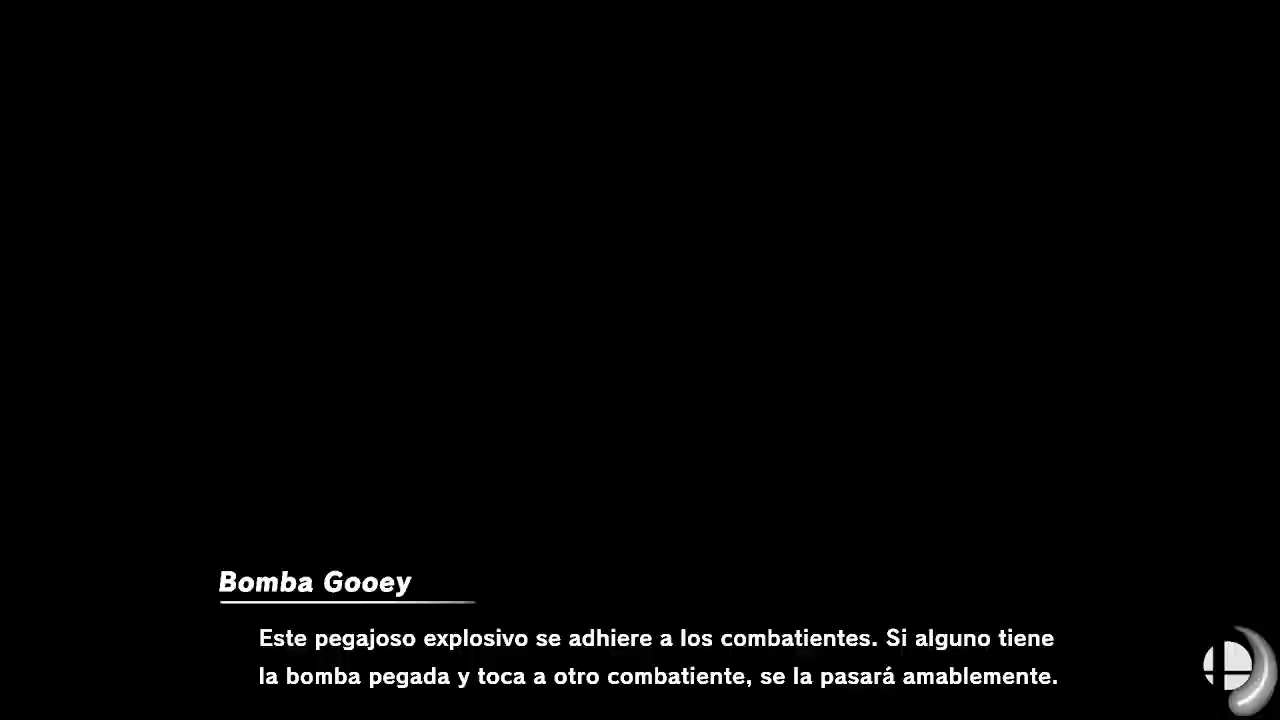 Bomba Gooey
Este pegajoso explosivo se adhiere a los combatientes. Si alguno tiene
la bomba pegada y toca a otro combatiente, se la pasará amablemente.